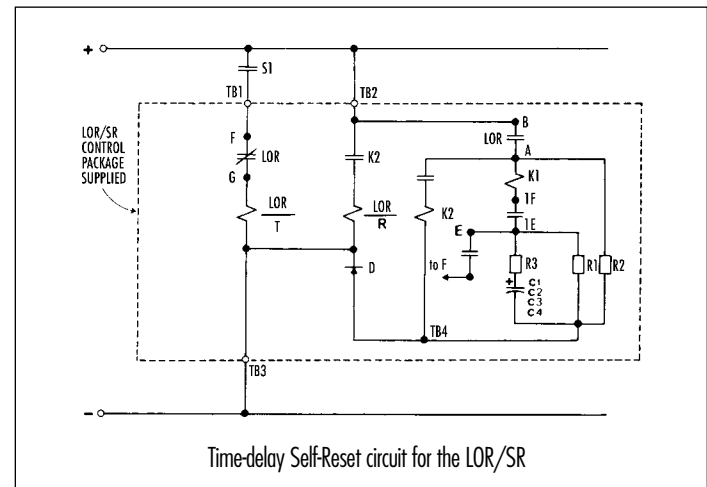 +
S1
TB1
TB2
LOR/SR
CONTROL
PACKAGE
SUPPLIED
F
LOR
G
LOR
T
K2
LOR
R
D
B
LOR
A
K1
1F
1E
K2
E
to F
R3
+
C1
C2
C3
C4
R1
R2
TB4
TB3
-
Time-delay Self-Reset circuit for the LOR/SR